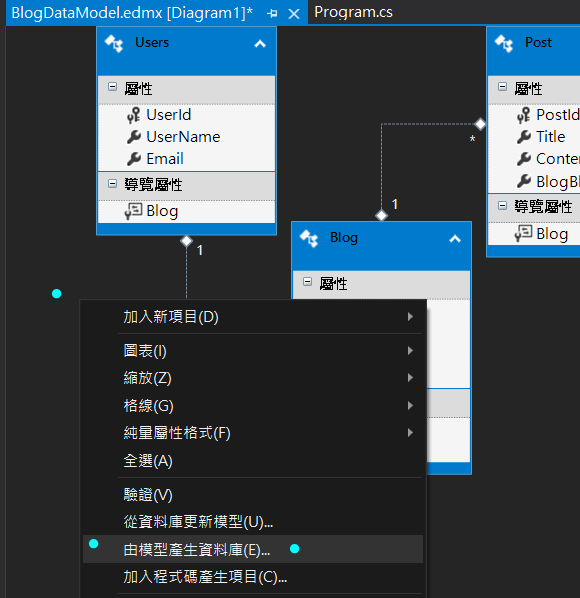 BlogDataModel.edmx [Diagram1]*
Program.cs
Users
屬性
UserId
UserName
Email
導覽屬性
Blog
1
Post
屬性
PostId
Title
Conte
BlogBl
導覽屬性
Blog
*
1
Blog
屬性
加入新項目(D)
圖表(I)
縮放(Z)
格線(G)
純量屬性格式(F)
全選(A)
驗證(V)
從資料庫更新模型(U)...
由模型產生資料庫(E)...
加入程式碼產生項目(C)...